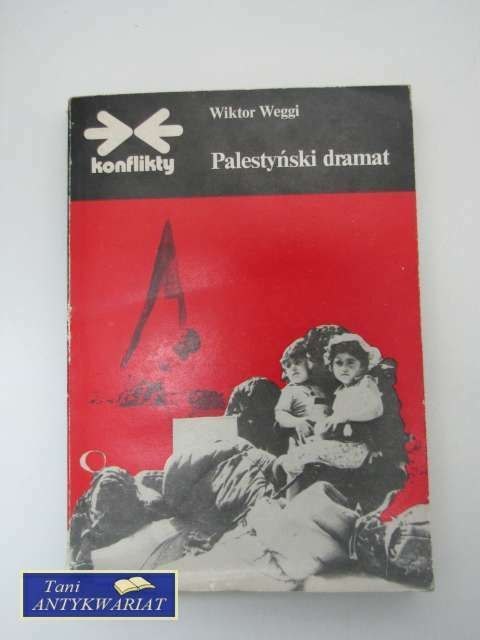 Wiktor Weggi
konflikty
Palestyński dramat
Tani
ANTYKWARIAT